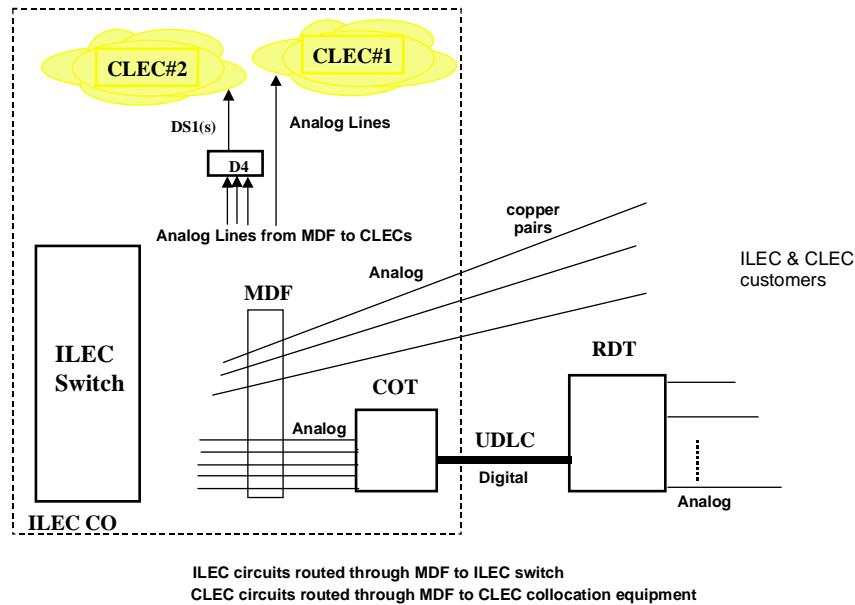 CLEC#2
CLEC#1
DS1(s)
Analog Lines
D4
Analog Lines from MDF to CLECs
copper
pairs
Analog
ILEC & CLEC
customers
MDF
ILEC
Switch
RDT
COT
Analog
UDLC
Digital
Analog
ILEC CO
ILEC circuits routed through MDF to ILEC switch
CLEC circuits routed through MDF to CLEC collocation equipment